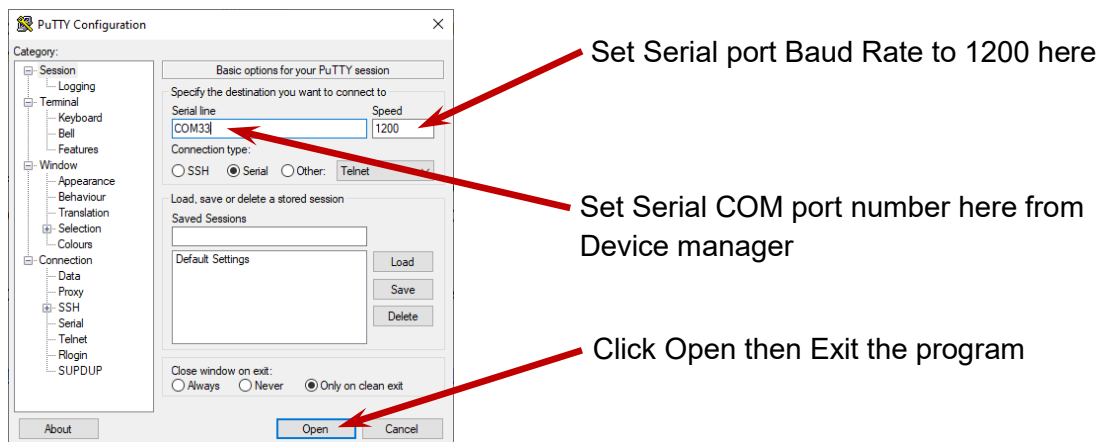 PuTTY Configuration
Category:
Session
Logging
Terminal
Keyboard
Bell
Features
Window
Appearance
Behaviour
Translation
Selection
Colours
Connection
Data
Proxy
SSH
Serial
Telnet
Rlogin
SUPDUP
Basic options for your PuTTY session
Specify the destination you want to connect to
Serial line Speed
COM33 1200
Connection type:
SSH Serial Other: Telnet
Load, save or delete a stored session
Saved Sessions
Default Settings
Load
Save
Delete
Close window on exit:
Always Never Only on clean exit
About Open Cancel
Set Serial port Baud Rate to 1200 here
Set Serial COM port number here from
Device manager
Click Open then Exit the program